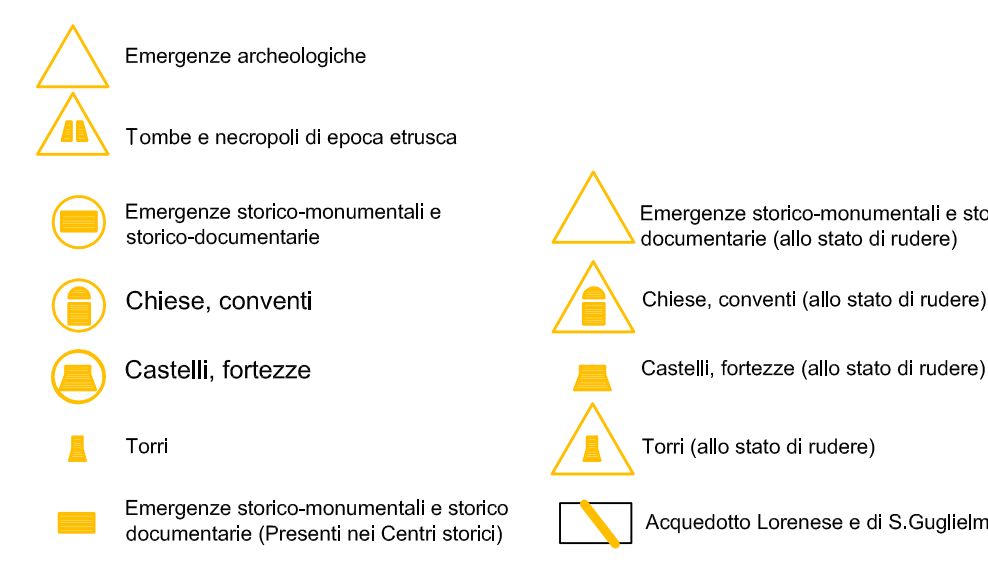 Emergenze archeologiche
Tombe e necropoli di epoca etrusca
Emergenze storico-monumentali e
storico-documentarie
Chiese, conventi
Castelli, fortezze
Torri
Emergenze storico-monumentali e storico
documentarie (Presenti nei Centri storici)
Emergenze storico-monumentali e sto
documentarie (allo stato di rudere)
Chiese, conventi (allo stato di rudere)
Castelli, fortezze (allo stato di rudere)
Torri (allo stato di rudere)
Acquedotto Lorenese e di S.Guglielm